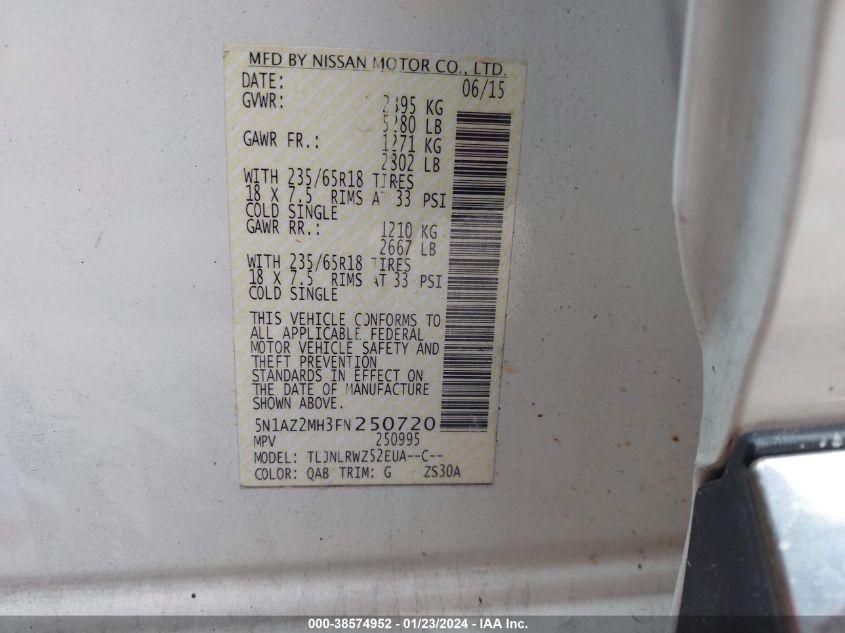 MFD BY NISSAN MOTOR CO., LTD.
DATE: 06/15
GVWR: 2395 KG
5280 LB
GAWR FR.: 1271 KG
2802 LB
WITH 235/65R18 TIRES
18 X 7.5 RIMS AT 33 PSI
COLD SINGLE
GAWR RR.: 1210 KG
2667 LB
WITH 235/65R18 TIRES
18 X 7.5 RIMS AT 33 PSI
COLD SINGLE
THIS VEHICLE CONFORMS TO
ALL APPLICABLE FEDERAL
MOTOR VEHICLE SAFETY AND
THEFT PREVENTION
STANDARDS IN EFFECT ON
THE DATE OF MANUFACTURE
SHOWN ABOVE.
5N1AZ2MH3FN250720
MPV 250995
MODEL: TLJNLRWZ52EUA--C--
COLOR: QAB TRIM: G ZS30A
000-38574952 - 01/23/2024 - IAA, Inc.